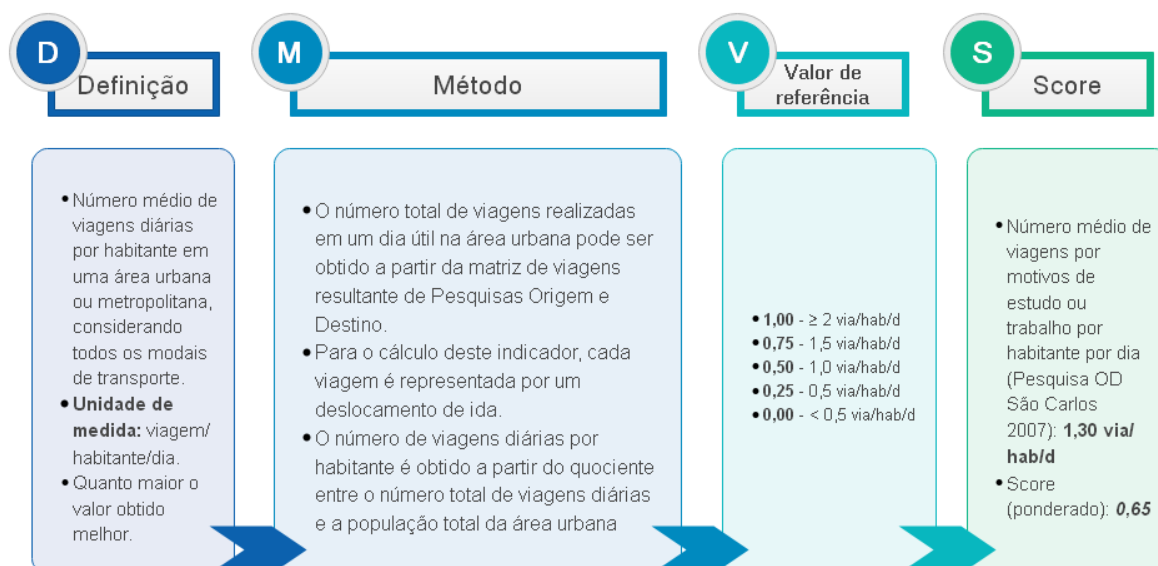 D
Definição
M
Método
V
Valor de
referência
S
Score
• Número médio de
viagens diárias
por habitante em
uma área urbana
ou metropolitana,
considerando
todos os modais
de transporte.
• Unidade de
medida: viagem/
habitante/dia.
• Quanto maior o
valor obtido
melhor.
• O número total de viagens realizadas
em um dia útil na área urbana pode ser
obtido a partir da matriz de viagens
resultante de Pesquisas Origem e
Destino.
• Para o cálculo deste indicador, cada
viagem é representada por um
deslocamento de ida.
• O número de viagens diárias por
habitante é obtido a partir do quociente
entre o número total de viagens diárias
e a população total da área urbana
• 1,00 - ≥ 2 via/hab/d
• 0,75 - 1,5 via/hab/d
• 0,50 - 1,0 via/hab/d
• 0,25 - 0,5 via/hab/d
• 0,00 - < 0,5 via/hab/d
• Número médio de
viagens por
motivos de
estudo ou
trabalho por
habitante por dia
(Pesquisa OD
São Carlos
2007): 1,30 via/
hab/d
• Score
(ponderado): 0,65